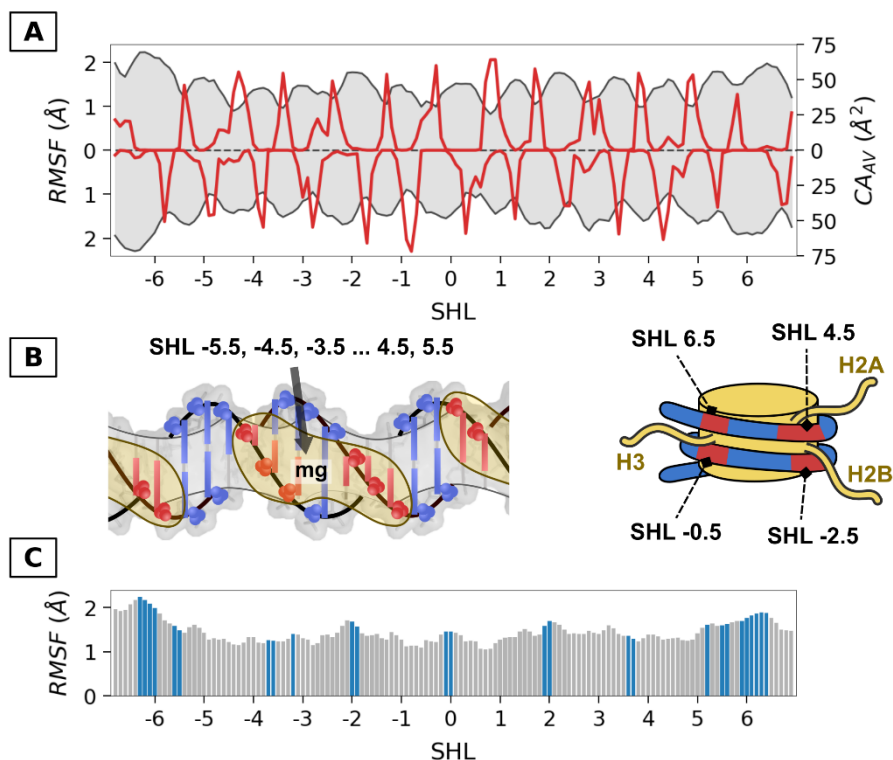 A
RMSF (Å)
2
1
0
1
2
75
50
25
0
25
50
75
CA_AV (Å²)
-6 -5 -4 -3 -2 -1 0 1 2 3 4 5 6
SHL
B
SHL -5.5, -4.5, -3.5 ... 4.5, 5.5
mg
SHL 6.5
SHL 4.5
H2A
H3
H2B
SHL -0.5
SHL -2.5
C
RMSF (Å)
2
1
0
-6 -5 -4 -3 -2 -1 0 1 2 3 4 5 6
SHL